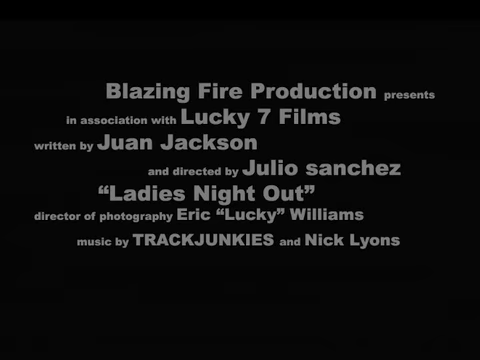 Blazing Fire Production presents
in association with Lucky 7 Films
written by Juan Jackson
and directed by Julio sanchez
“Ladies Night Out”
director of photography Eric “Lucky” Williams
music by TRACKJUNKIES and Nick Lyons